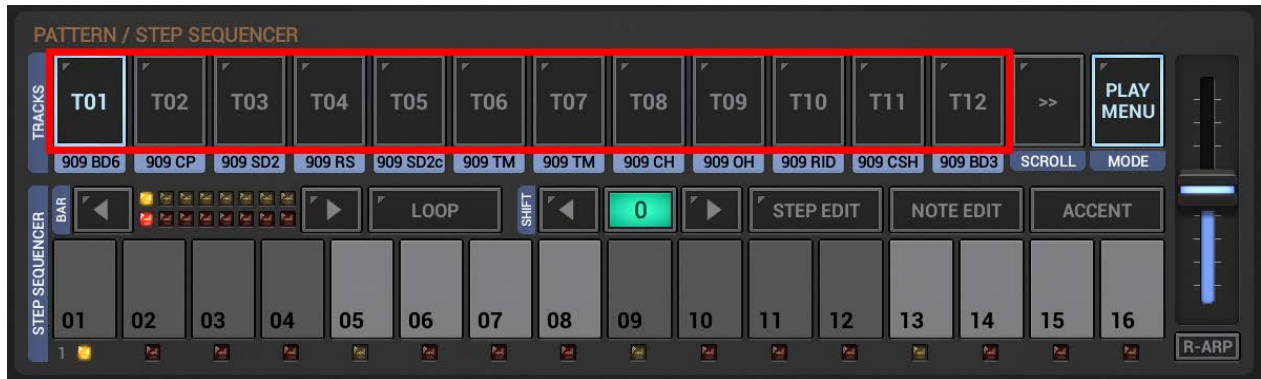 PATTERN / STEP SEQUENCER
TRACKS
T01 T02 T03 T04 T05 T06 T07 T08 T09 T10 T11 T12 >> PLAY MENU
909 BD6 909 CP 909 SD2 909 RS 909 SD2c 909 TM 909 TM 909 CH 909 OH 909 RID 909 CSH 909 BD3 SCROLL MODE
STEP SEQUENCER
BAR LOOP SHIFT 0 STEP EDIT NOTE EDIT ACCENT
01 02 03 04 05 06 07 08 09 10 11 12 13 14 15 16
1 R-ARP